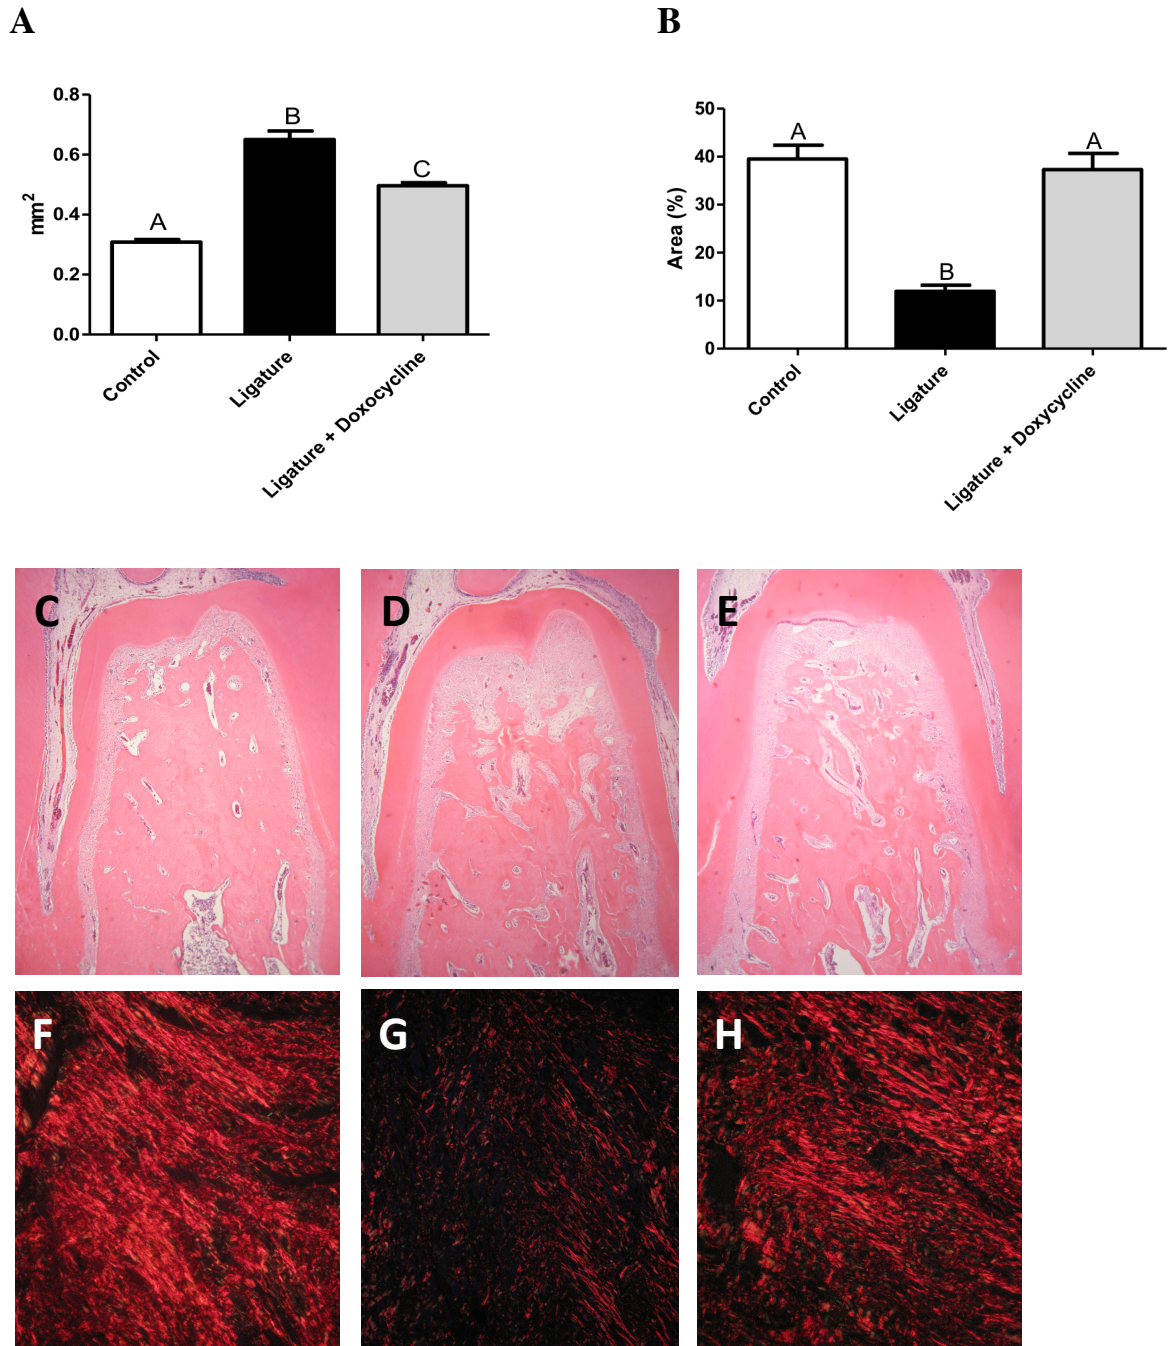 A
B
mm2
0.8
0.6
0.4
0.2
0.0
A
B
C
Control
Ligature
Ligature + Doxocycline
Area (%)
50
40
30
20
10
0
A
B
A
Control
Ligature
Ligature + Doxycycline
C
D
E
F
G
H